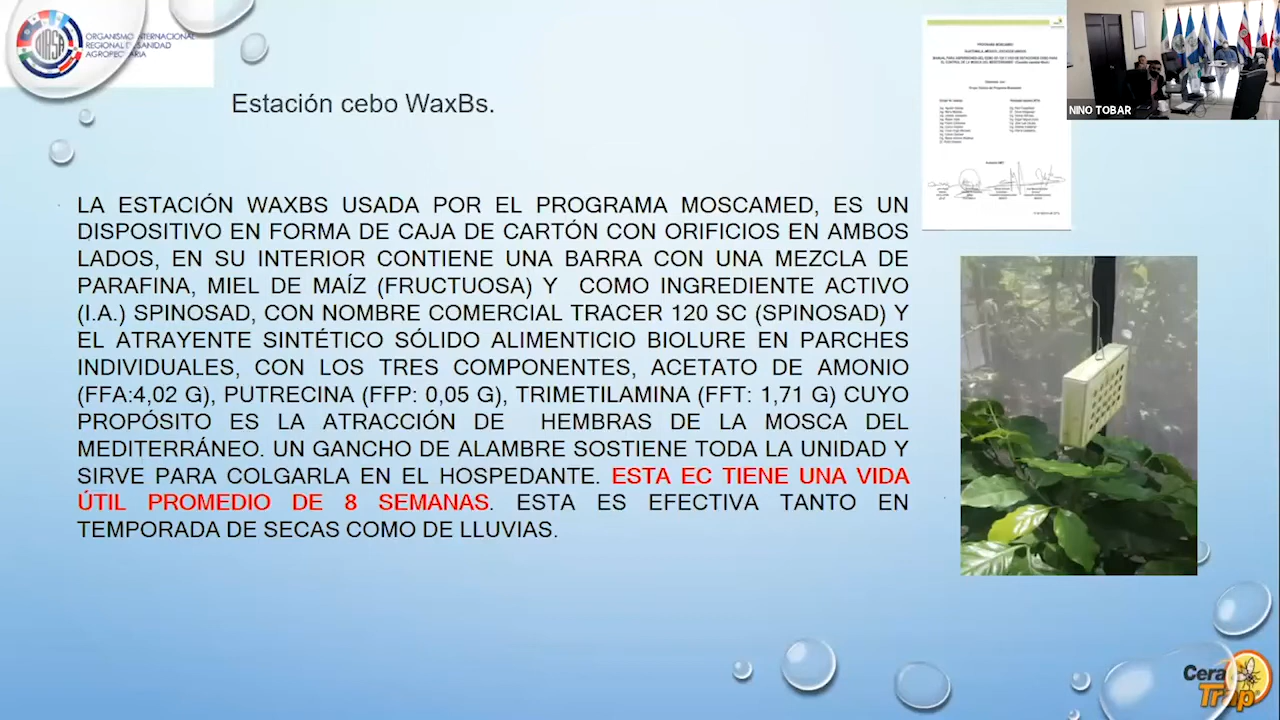 OIRSA
ORGANISMO INTERNACIONAL
REGIONAL DE SANIDAD
AGROPECUARIA
Estación cebo WaxBs.
PROGRAMA MOSCAMED
GUATEMALA, MÉXICO, ESTADOS UNIDOS
NINO TOBAR
LA ESTACIÓN WAXBS USADA POR EL PROGRAMA MOSCAMED, ES UN
DISPOSITIVO EN FORMA DE CAJA DE CARTÓN CON ORIFICIOS EN AMBOS
LADOS, EN SU INTERIOR CONTIENE UNA BARRA CON UNA MEZCLA DE
PARAFINA, MIEL DE MAÍZ (FRUCTUOSA) Y COMO INGREDIENTE ACTIVO
(I.A.) SPINOSAD, CON NOMBRE COMERCIAL TRACER 120 SC (SPINOSAD) Y
EL ATRAYENTE SINTÉTICO SÓLIDO ALIMENTICIO BIOLURE EN PARCHES
INDIVIDUALES, CON LOS TRES COMPONENTES, ACETATO DE AMONIO
(FFA:4,02 G), PUTRECINA (FFP: 0,05 G), TRIMETILAMINA (FFT: 1,71 G) CUYO
PROPÓSITO ES LA ATRACCIÓN DE HEMBRAS DE LA MOSCA DEL
MEDITERRÁNEO. UN GANCHO DE ALAMBRE SOSTIENE TODA LA UNIDAD Y
SIRVE PARA COLGARLA EN EL HOSPEDANTE. ESTA EC TIENE UNA VIDA
ÚTIL PROMEDIO DE 8 SEMANAS. ESTA ES EFECTIVA TANTO EN
TEMPORADA DE SECAS COMO DE LLUVIAS.
Cera
Trap